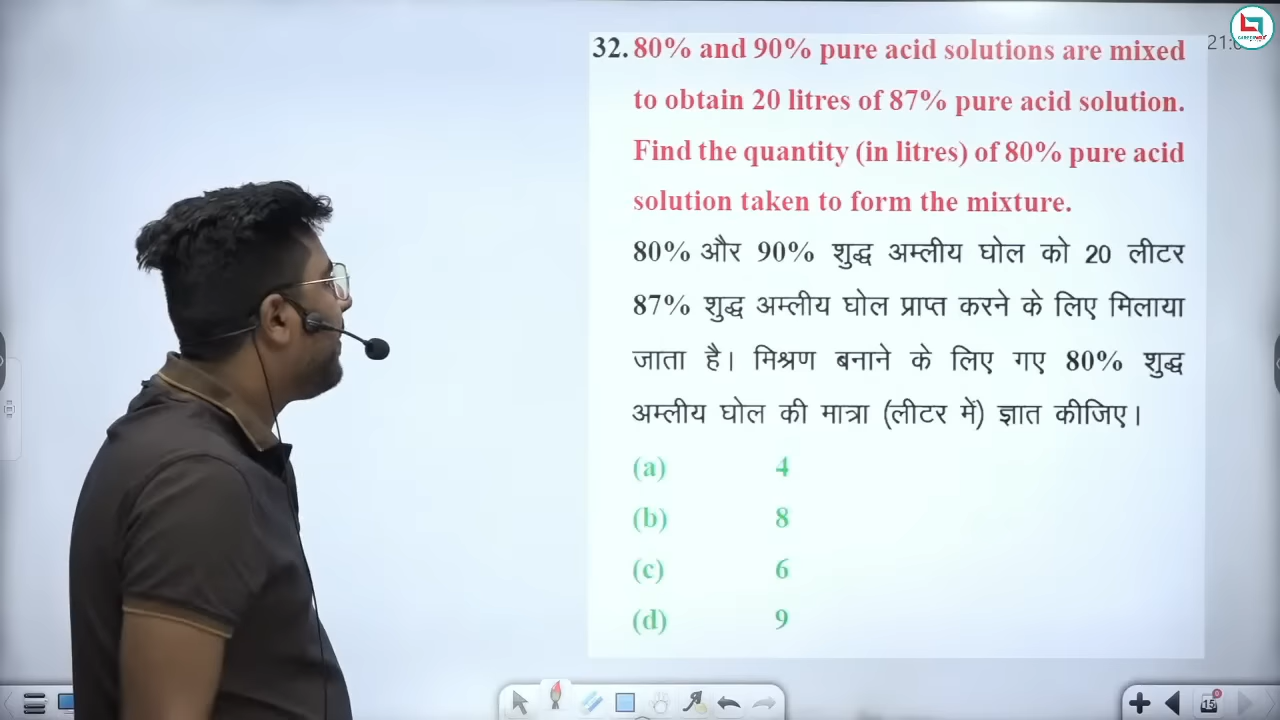 32. 80% and 90% pure acid solutions are mixed
to obtain 20 litres of 87% pure acid solution.
Find the quantity (in litres) of 80% pure acid
solution taken to form the mixture.
80% और 90% शुद्ध अम्लीय घोल को 20 लीटर
87% शुद्ध अम्लीय घोल प्राप्त करने के लिए मिलाया
जाता है। मिश्रण बनाने के लिए गए 80% शुद्ध
अम्लीय घोल की मात्रा (लीटर में) ज्ञात कीजिए।
(a) 4
(b) 8
(c) 6
(d) 9
15